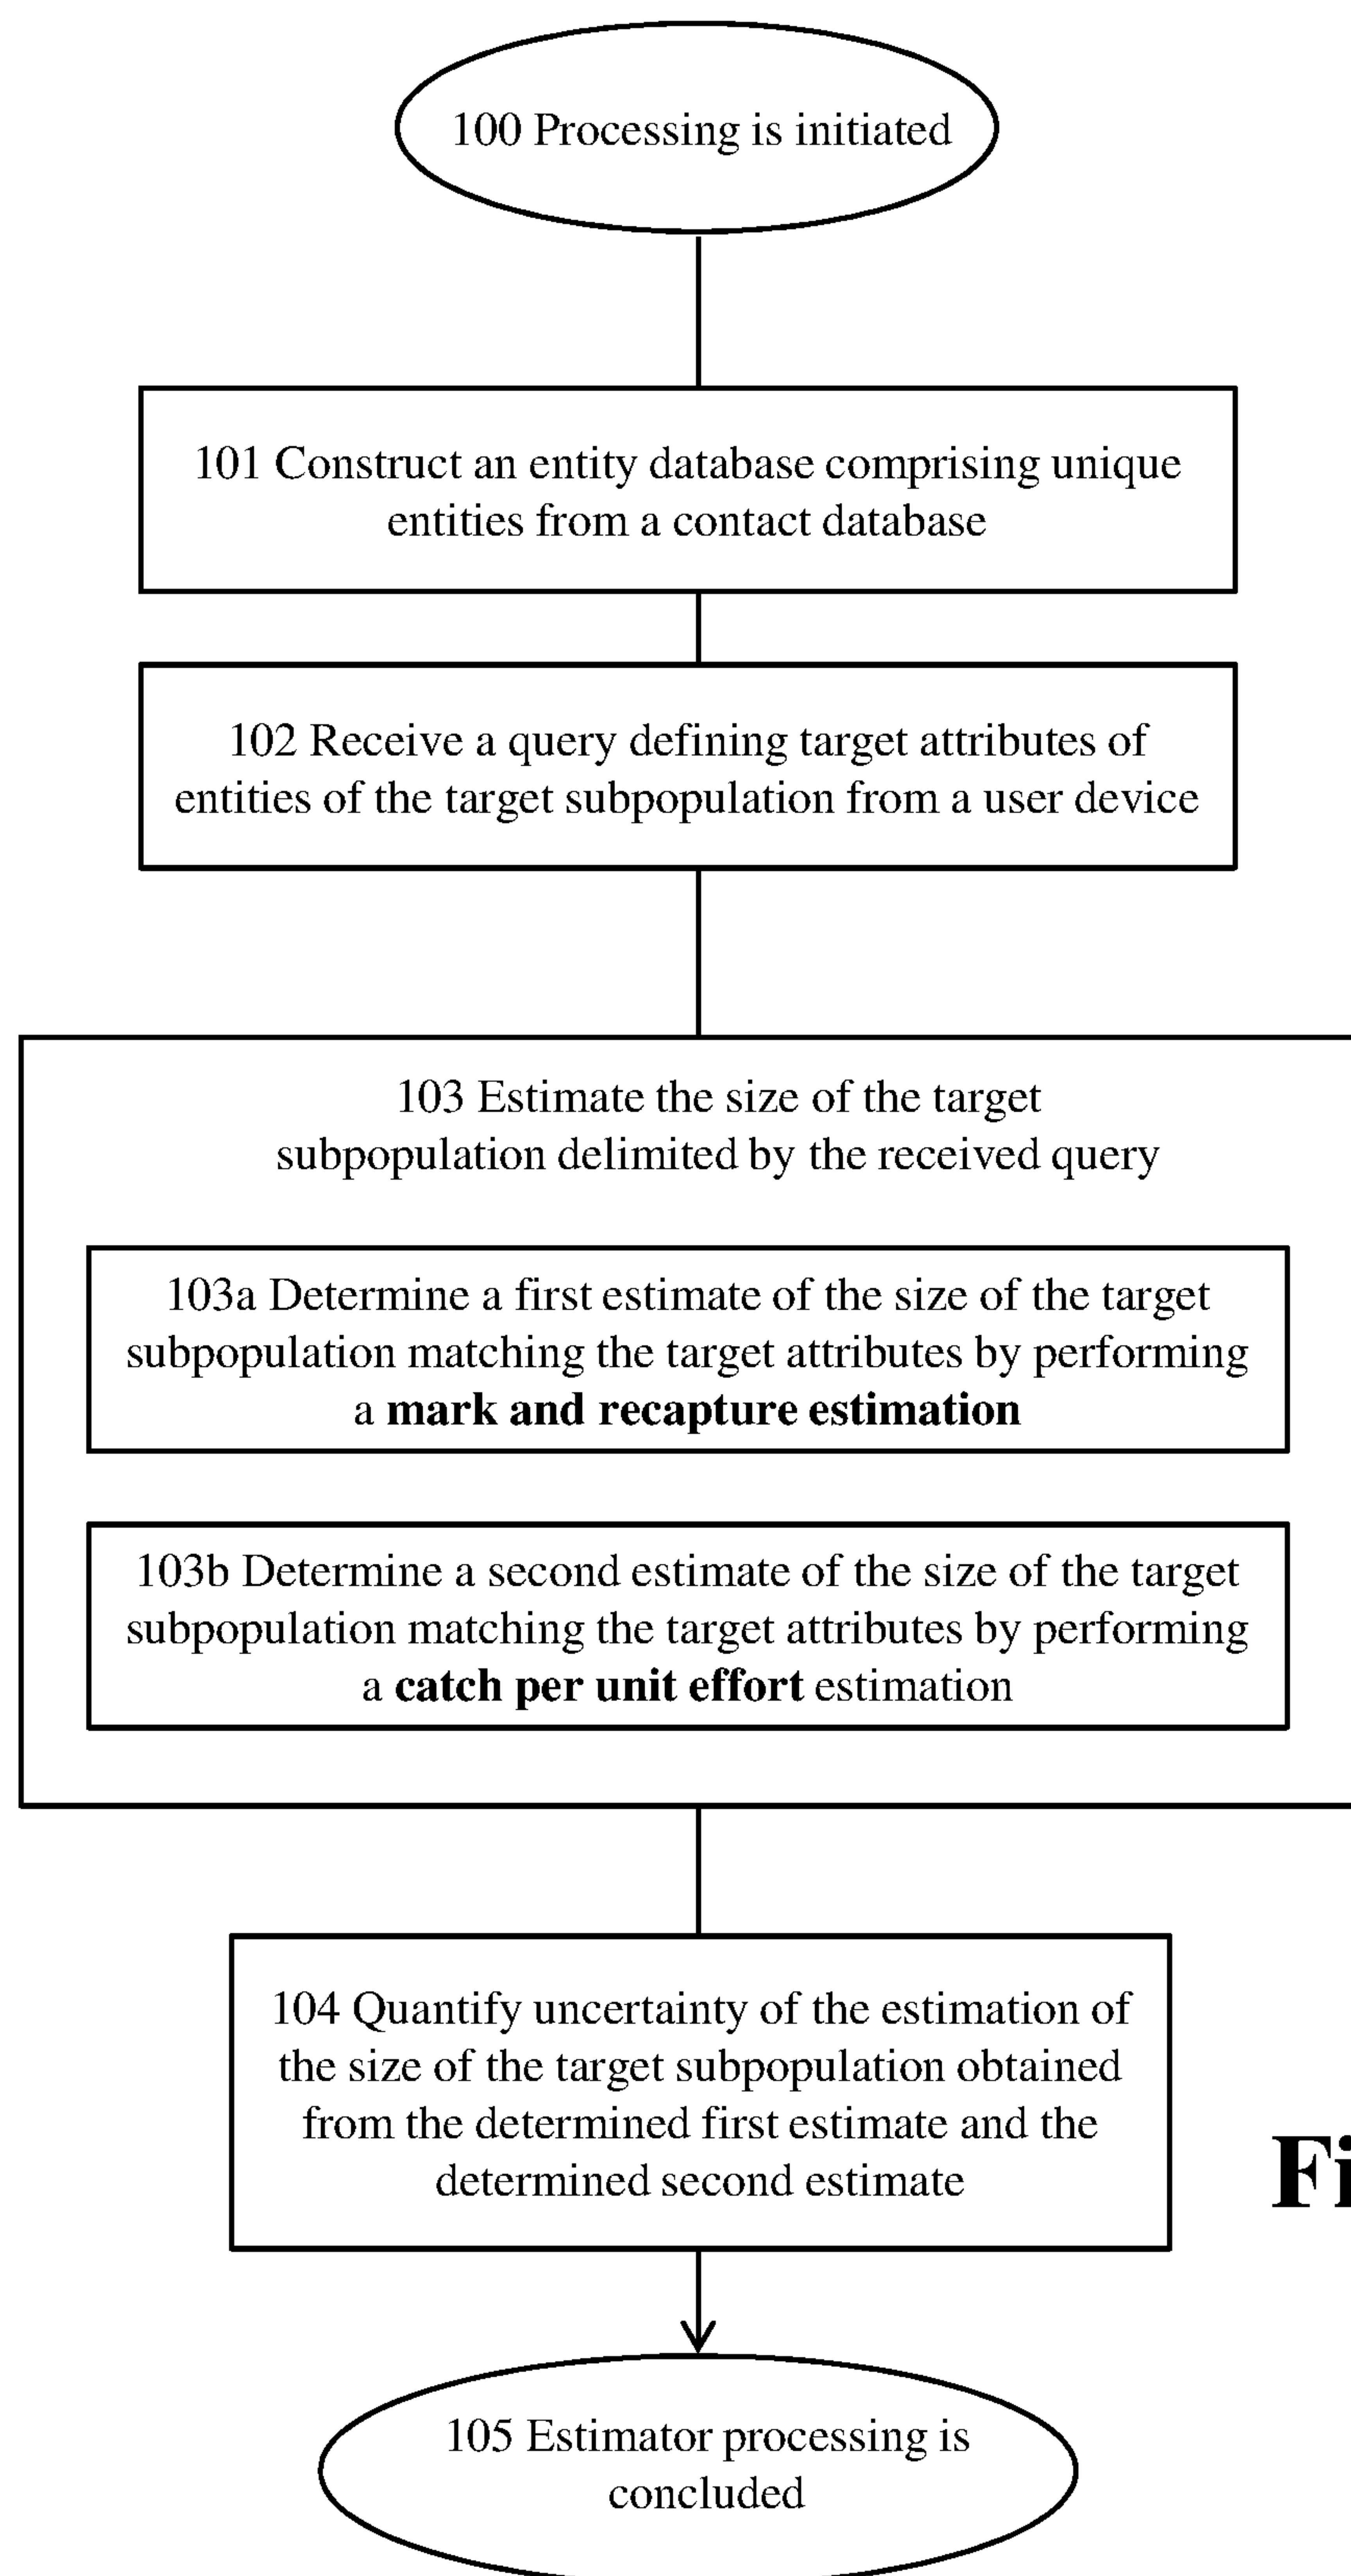 100 Processing is initiated
101 Construct an entity database comprising unique
entities from a contact database
102 Receive a query defining target attributes of
entities of the target subpopulation from a user device
103 Estimate the size of the target
subpopulation delimited by the received query
103a Determine a first estimate of the size of the target
subpopulation matching the target attributes by performing
a mark and recapture estimation
103b Determine a second estimate of the size of the target
subpopulation matching the target attributes by performing
a catch per unit effort estimation
104 Quantify uncertainty of the estimation of
the size of the target subpopulation obtained
from the determined first estimate and the
determined second estimate
105 Estimator processing is
concluded